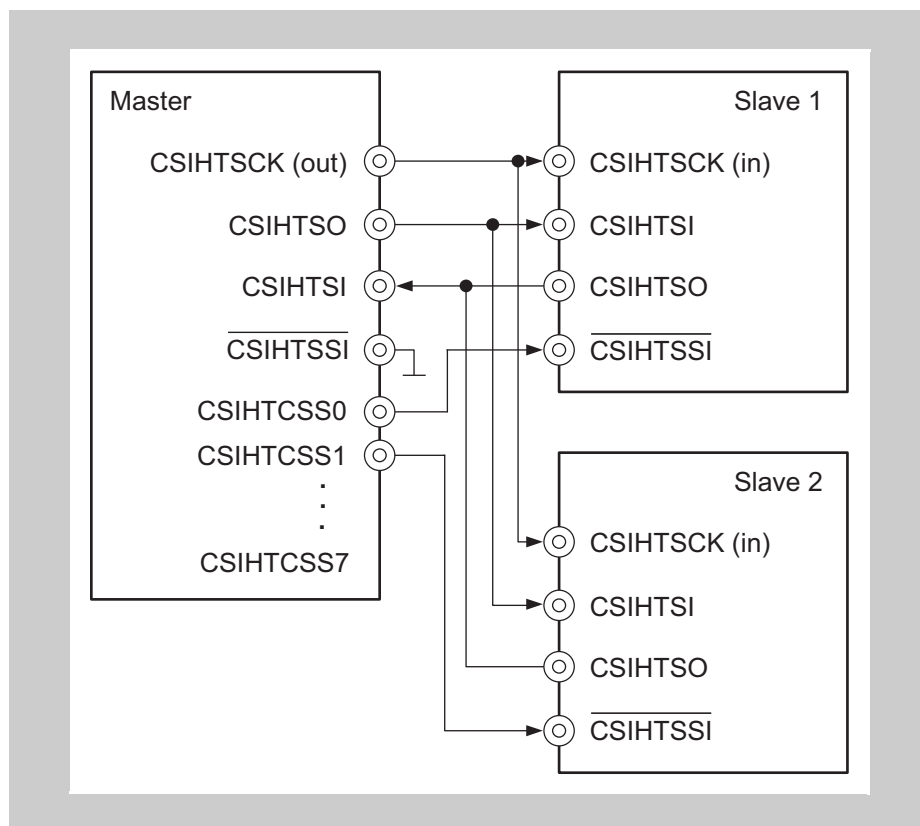 Master
CSIHTSCK (out)
CSIHTSO
CSIHTSI
CSIHTSSI
CSIHTCSS0
CSIHTCSS1
.
.
.
CSIHTCSS7
Slave 1
CSIHTSCK (in)
CSIHTSI
CSIHTSO
CSIHTSSI
Slave 2
CSIHTSCK (in)
CSIHTSI
CSIHTSO
CSIHTSSI